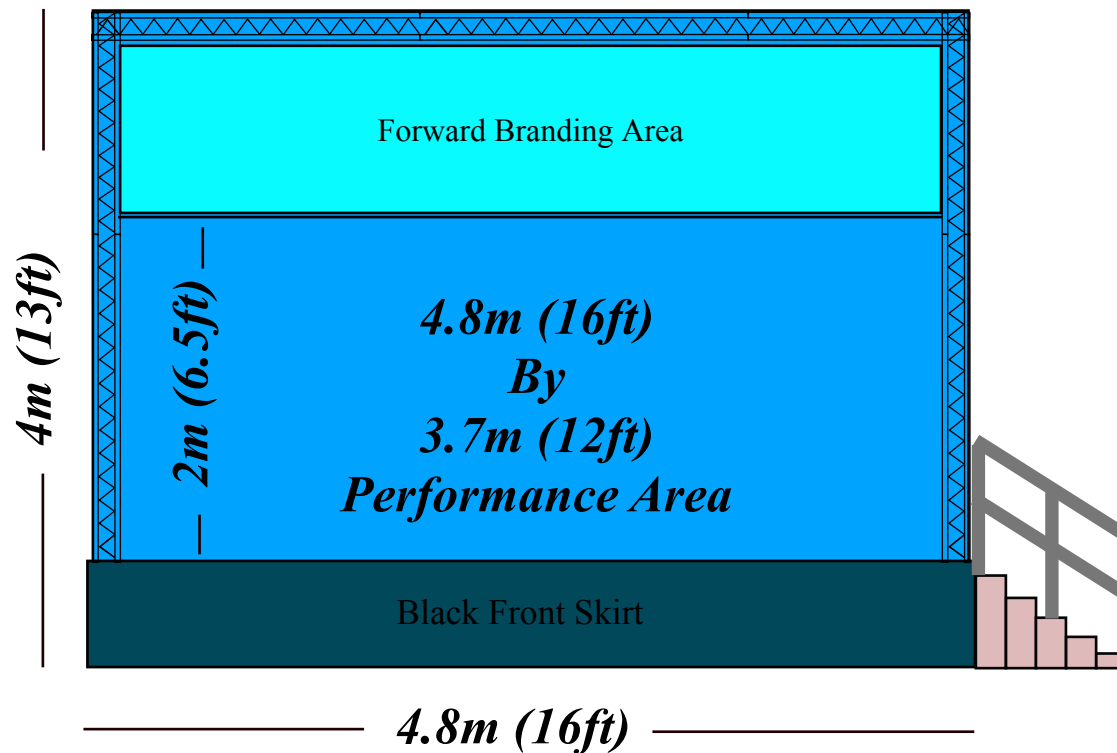 Forward Branding Area
4m (13ft)
2m (6.5ft)
4.8m (16ft)
By
3.7m (12ft)
Performance Area
Black Front Skirt
4.8m (16ft)